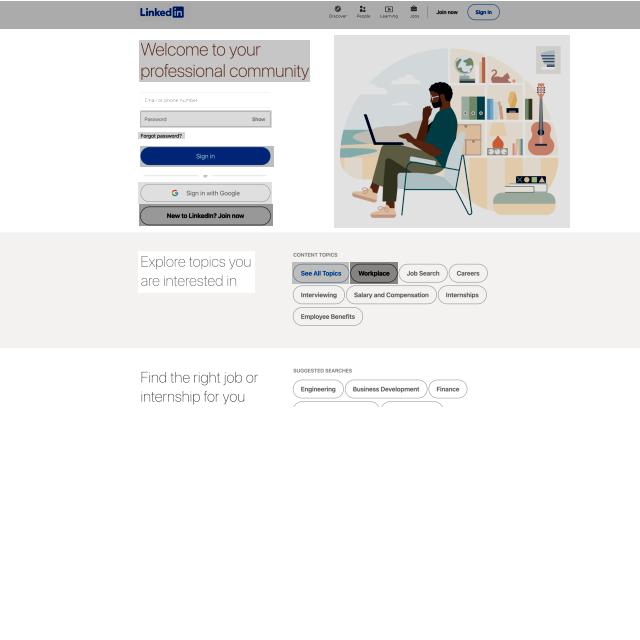 LinkedIn
Discover People Learning Jobs Join now Sign in
Welcome to your
professional community
Email or phone number
Password Show
Forgot password?
Sign in
or
Sign in with Google
New to LinkedIn? Join now
Explore topics you
are interested in
CONTENT TOPICS
See All Topics Workplace Job Search Careers
Interviewing Salary and Compensation Internships
Employee Benefits
Find the right job or
internship for you
SUGGESTED SEARCHES
Engineering Business Development Finance